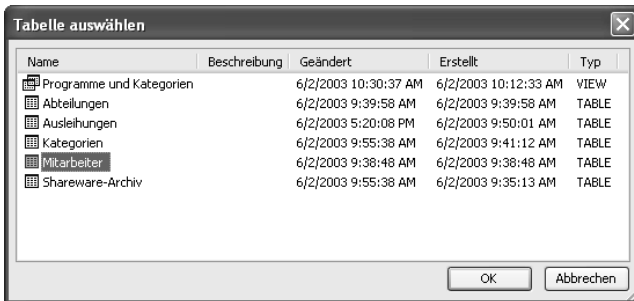 Tabelle auswählen
Name Beschreibung Geändert Erstellt Typ
Programme und Kategorien 6/2/2003 10:30:37 AM 6/2/2003 10:12:33 AM VIEW
Abteilungen 6/2/2003 9:39:58 AM 6/2/2003 9:39:58 AM TABLE
Ausleihungen 6/2/2003 5:20:08 PM 6/2/2003 9:50:01 AM TABLE
Kategorien 6/2/2003 9:55:38 AM 6/2/2003 9:41:12 AM TABLE
Mitarbeiter 6/2/2003 9:38:48 AM 6/2/2003 9:38:48 AM TABLE
Shareware-Archiv 6/2/2003 9:55:38 AM 6/2/2003 9:35:13 AM TABLE
OK Abbrechen